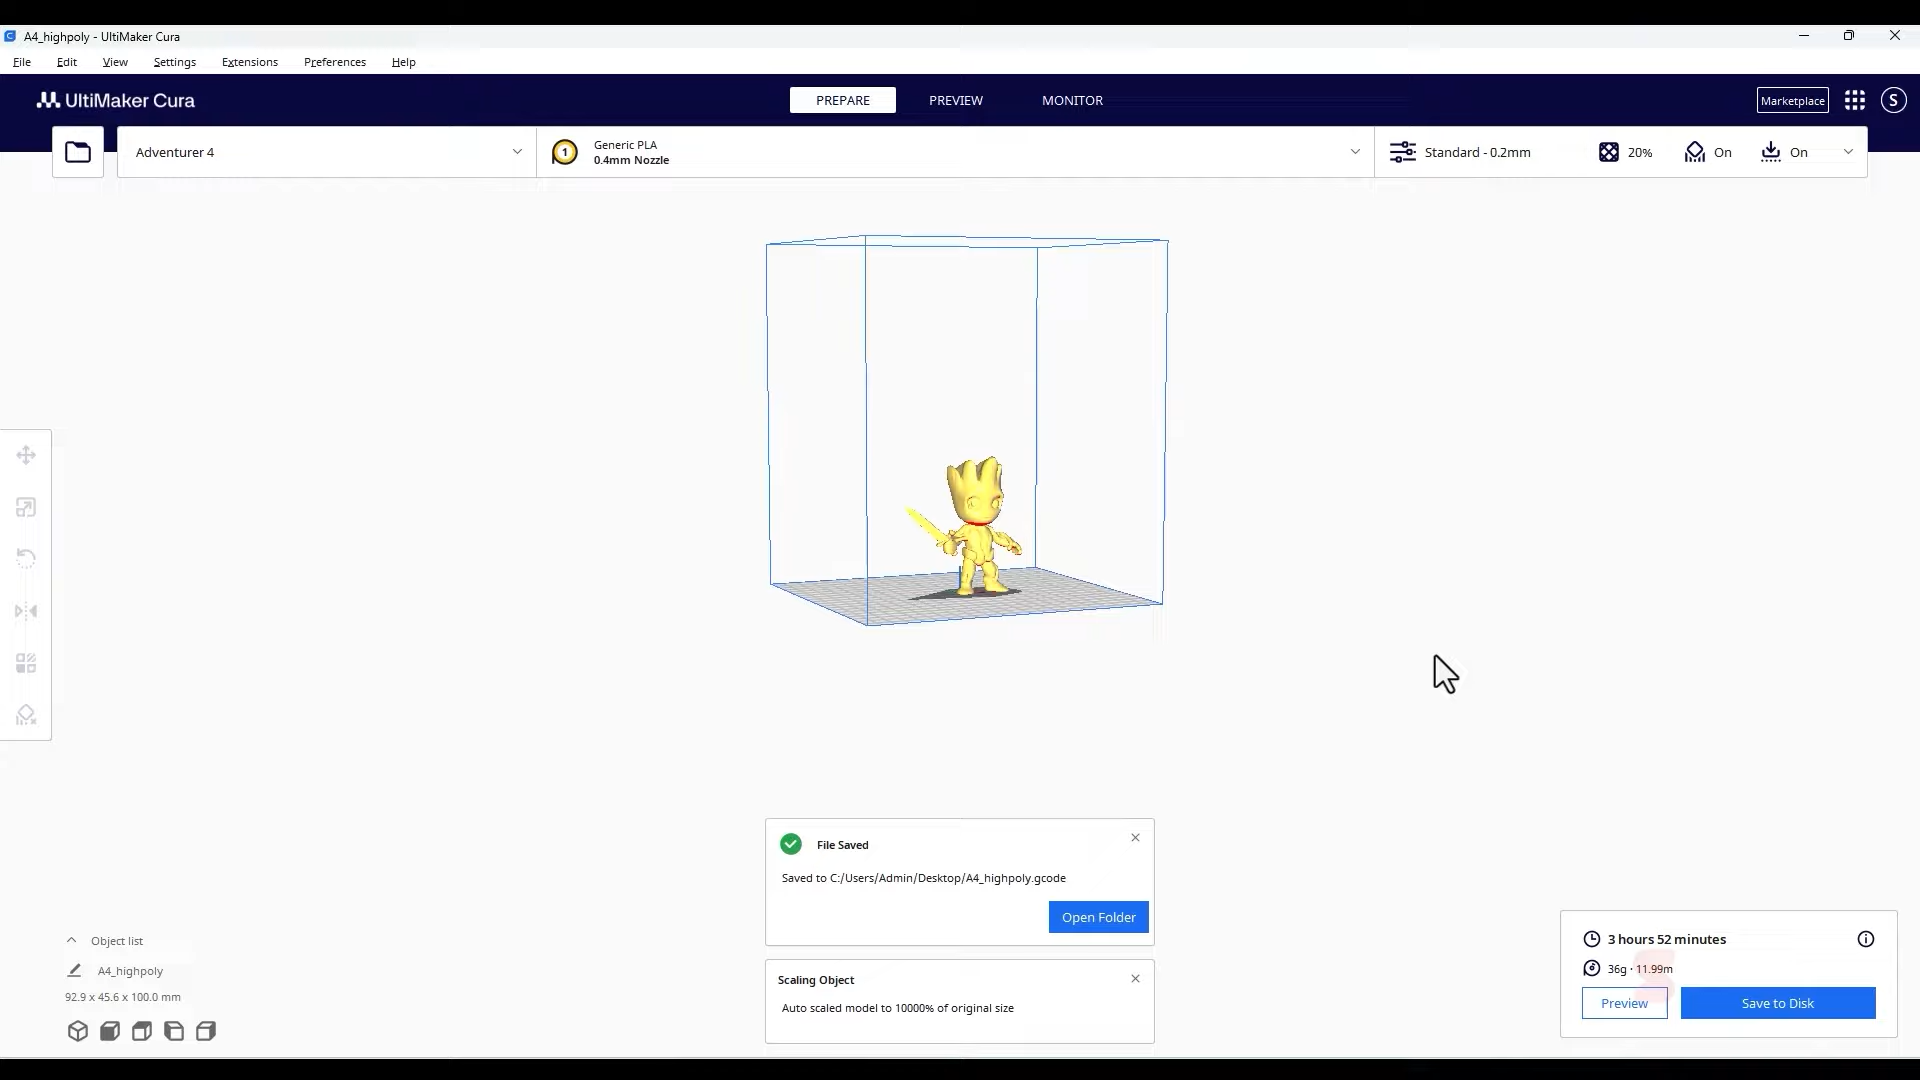 A4_highpoly - UltiMaker Cura
File Edit View Settings Extensions Preferences Help
UltiMaker Cura
PREPARE PREVIEW MONITOR
Marketplace
S
Adventurer 4
1
Generic PLA
0.4mm Nozzle
Standard - 0.2mm
20%
On
On
File Saved
Saved to C:/Users/Admin/Desktop/A4_highpoly.gcode
Open Folder
Scaling Object
Auto scaled model to 10000% of original size
Object list
A4_highpoly
92.9 x 45.6 x 100.0 mm
3 hours 52 minutes
36g · 11.99m
Preview
Save to Disk